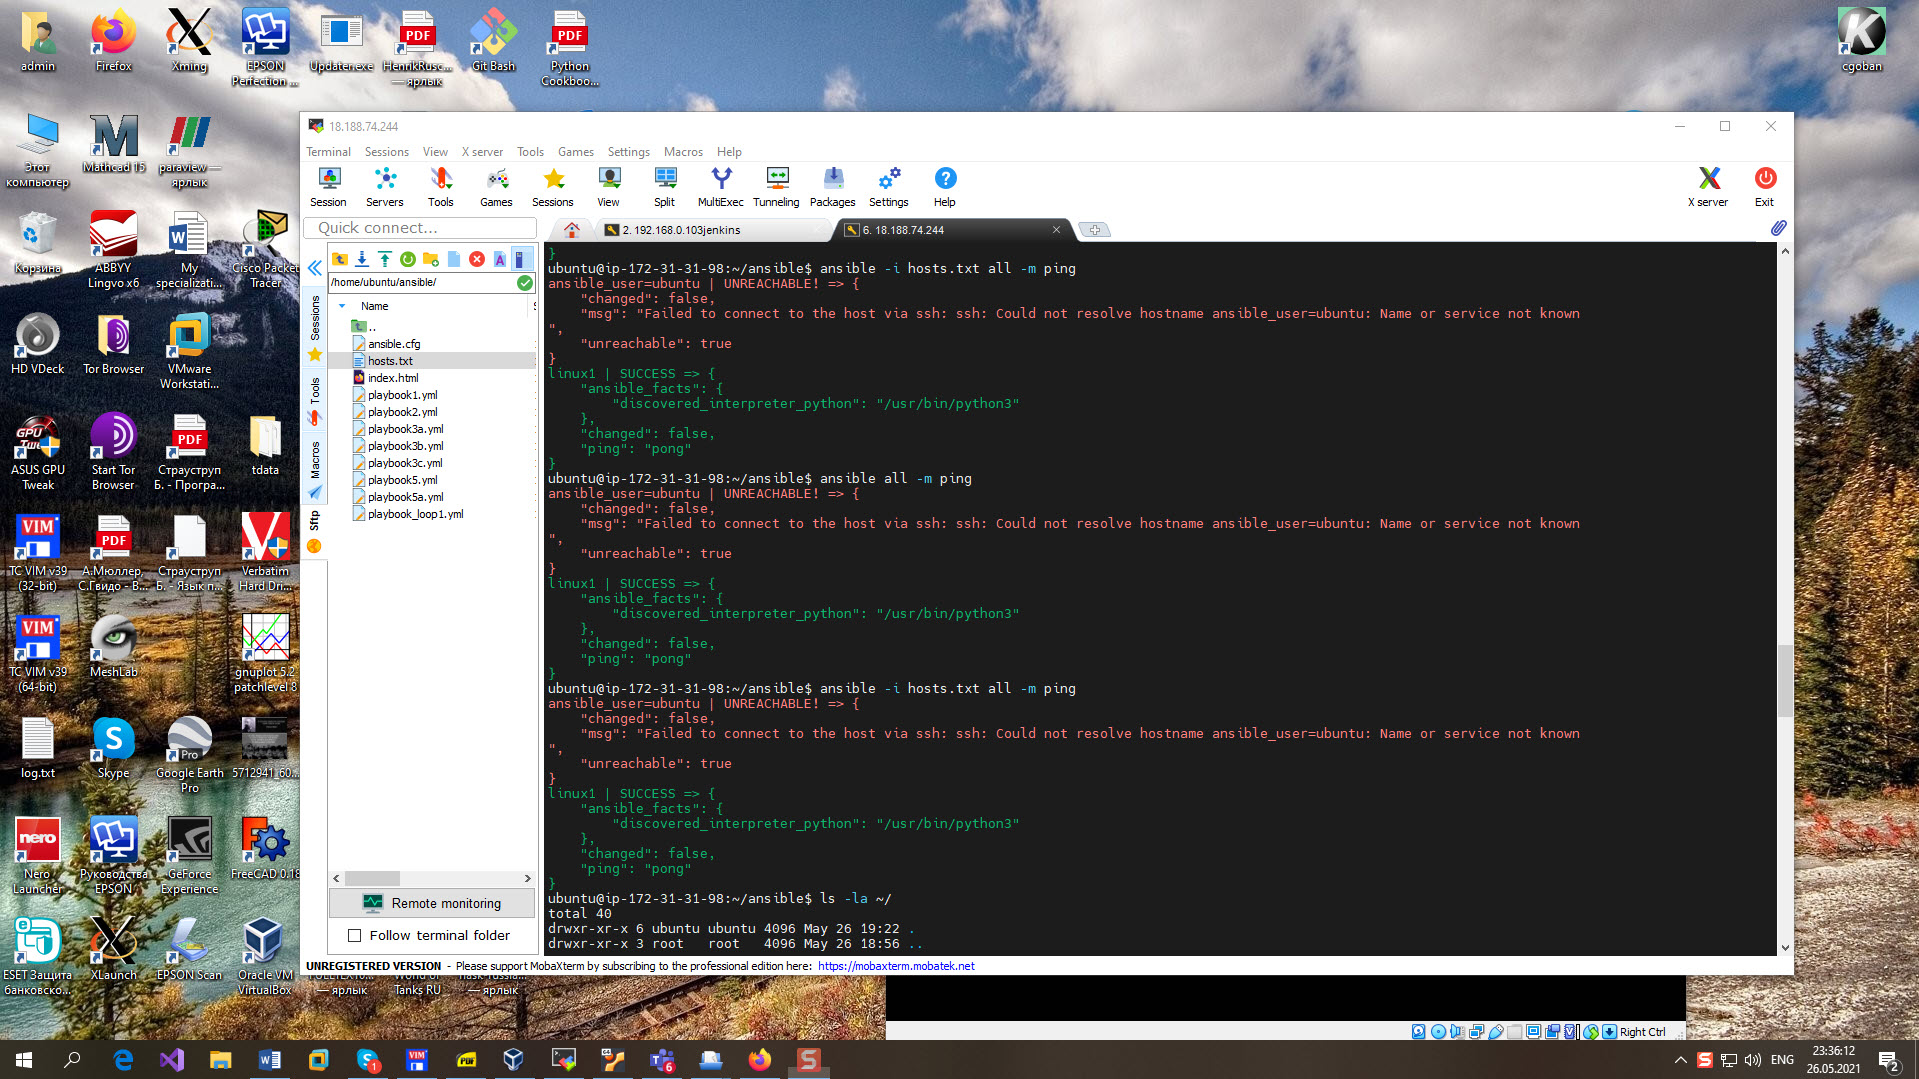 admin
Firefox
Xming
EPSON Perfection ...
Updater.exe
HenrikRusc... — ярлык
Git Bash
Python Cookboo...
cgoban
Этот компьютер
Mathcad 15
paraview — ярлык
Корзина
ABBYY Lingvo x6
My specializati...
Cisco Packet Tracer
HD VDeck
Tor Browser
VMware Workstati...
ASUS GPU Tweak
Start Tor Browser
Страуструп Б. - Програ...
tdata
TC VIM v39 (32-bit)
А.Мюллер, С.Гвидо - В...
Страуструп Б. - Язык п...
Verbatim Hard Dri...
TC VIM v39 (64-bit)
MeshLab
gnuplot 5.2 patchlevel 8
log.txt
Skype
Google Earth Pro
5712941_60...
Nero Launcher
Руководства EPSON
GeForce Experience
FreeCAD 0.18
ESET Защита банковско...
XLaunch
EPSON Scan
Oracle VM VirtualBox
— ярлык
Tanks RU
— ярлык
18.188.74.244
Terminal Sessions View X server Tools Games Settings Macros Help
Session Servers Tools Games Sessions View Split MultiExec Tunneling Packages Settings Help X server Exit
Quick connect...
2. 192.168.0.103jenkins
6. 18.188.74.244
/home/ubuntu/ansible/
Name
..
ansible.cfg
hosts.txt
index.html
playbook1.yml
playbook2.yml
playbook3a.yml
playbook3b.yml
playbook3c.yml
playbook5.yml
playbook5a.yml
playbook_loop1.yml
Sessions
Tools
Macros
Sftp
Remote monitoring
Follow terminal folder
}
ubuntu@ip-172-31-31-98:~/ansible$ ansible -i hosts.txt all -m ping
ansible_user=ubuntu | UNREACHABLE! => {
"changed": false,
"msg": "Failed to connect to the host via ssh: ssh: Could not resolve hostname ansible_user=ubuntu: Name or service not known
",
"unreachable": true
}
linux1 | SUCCESS => {
"ansible_facts": {
"discovered_interpreter_python": "/usr/bin/python3"
},
"changed": false,
"ping": "pong"
}
ubuntu@ip-172-31-31-98:~/ansible$ ansible all -m ping
ansible_user=ubuntu | UNREACHABLE! => {
"changed": false,
"msg": "Failed to connect to the host via ssh: ssh: Could not resolve hostname ansible_user=ubuntu: Name or service not known
",
"unreachable": true
}
linux1 | SUCCESS => {
"ansible_facts": {
"discovered_interpreter_python": "/usr/bin/python3"
},
"changed": false,
"ping": "pong"
}
ubuntu@ip-172-31-31-98:~/ansible$ ansible -i hosts.txt all -m ping
ansible_user=ubuntu | UNREACHABLE! => {
"changed": false,
"msg": "Failed to connect to the host via ssh: ssh: Could not resolve hostname ansible_user=ubuntu: Name or service not known
",
"unreachable": true
}
linux1 | SUCCESS => {
"ansible_facts": {
"discovered_interpreter_python": "/usr/bin/python3"
},
"changed": false,
"ping": "pong"
}
ubuntu@ip-172-31-31-98:~/ansible$ ls -la ~/
total 40
drwxr-xr-x 6 ubuntu ubuntu 4096 May 26 19:22 .
drwxr-xr-x 3 root root 4096 May 26 18:56 ..
UNREGISTERED VERSION - Please support MobaXterm by subscribing to the professional edition here: https://mobaxterm.mobatek.net
Right Ctrl
ENG
23:36:12
26.05.2021